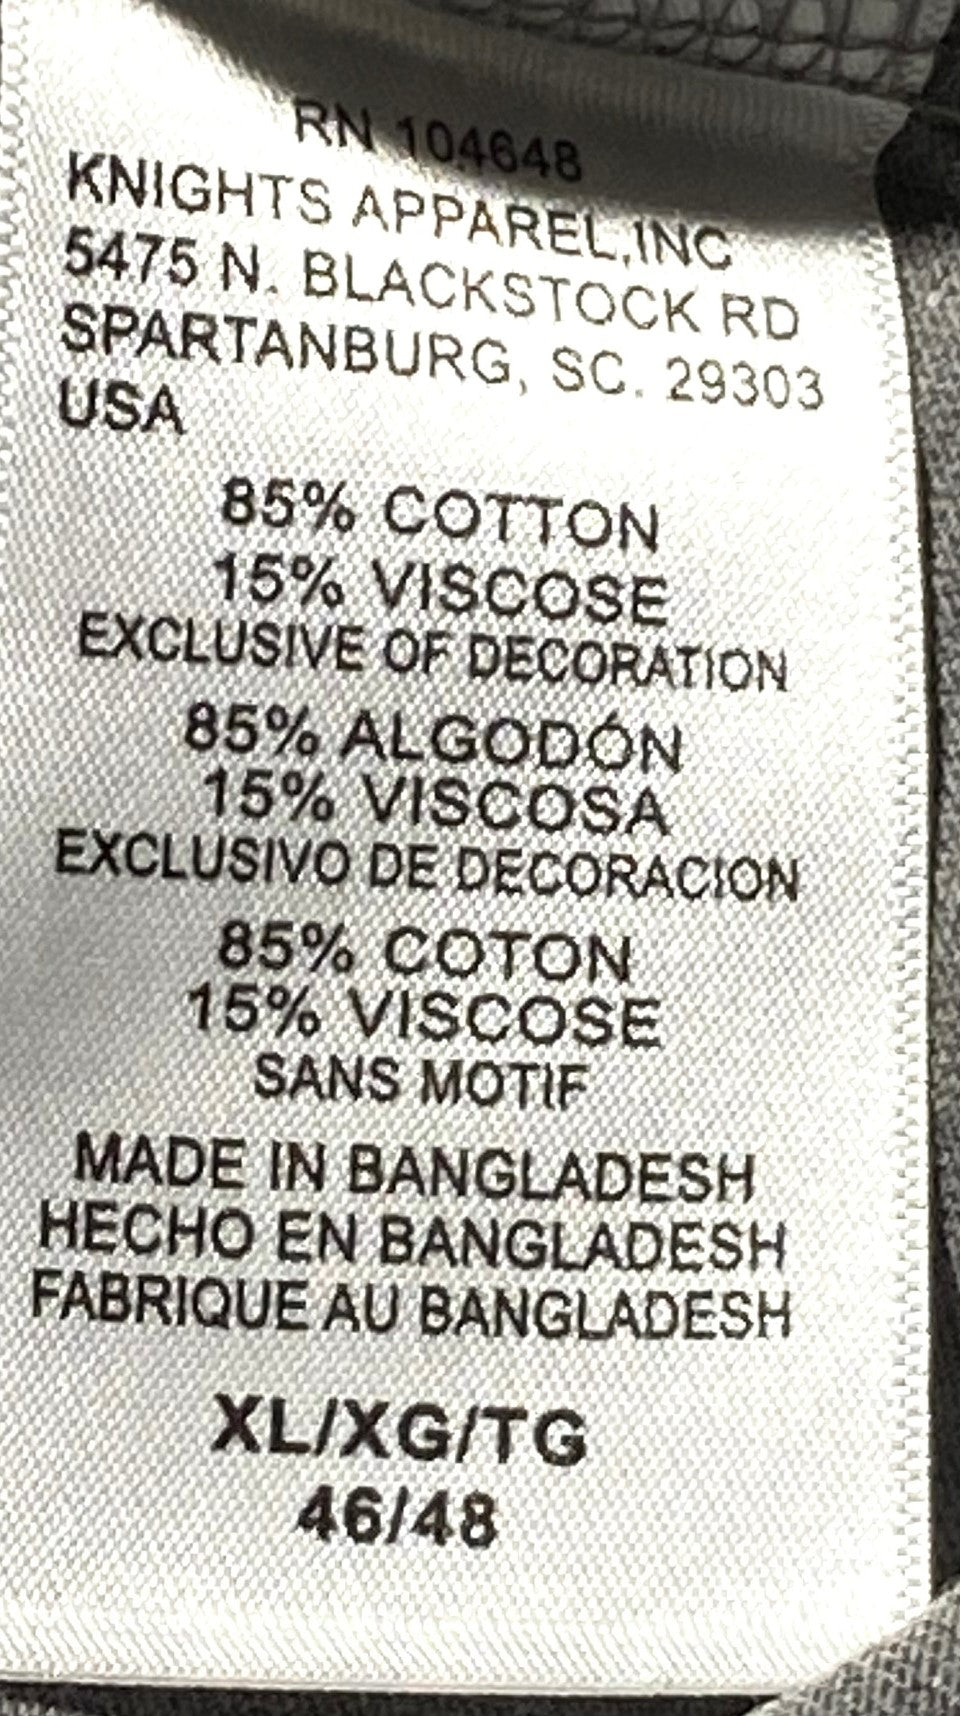 RN 104648
KNIGHTS APPAREL,INC
5475 N. BLACKSTOCK RD
SPARTANBURG, SC. 29303
USA
85% COTTON
15% VISCOSE
EXCLUSIVE OF DECORATION
85% ALGODÓN
15% VISCOSA
EXCLUSIVO DE DECORACION
85% COTON
15% VISCOSE
SANS MOTIF
MADE IN BANGLADESH
HECHO EN BANGLADESH
FABRIQUE AU BANGLADESH
XL/XG/TG
46/48